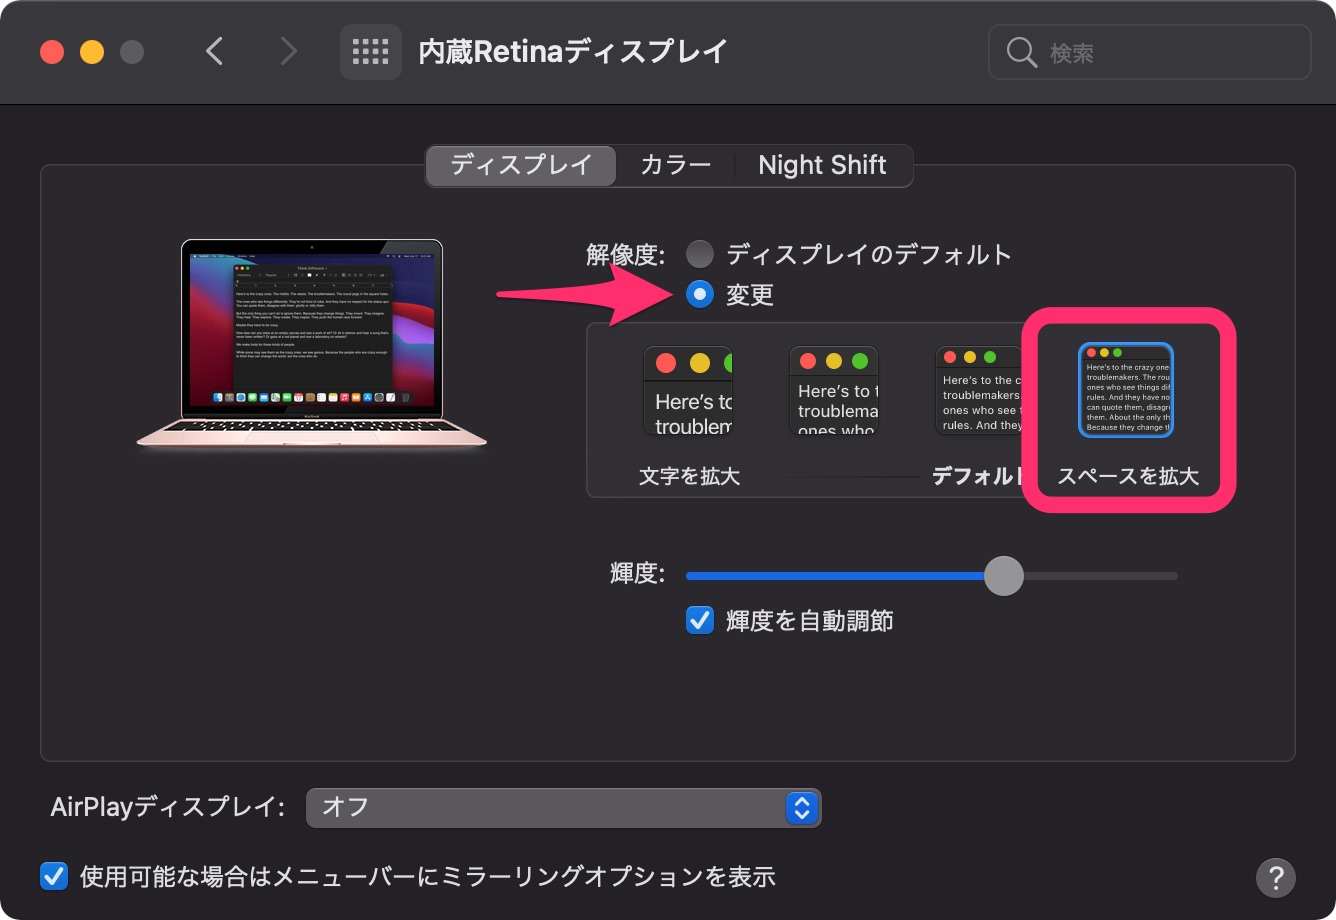 内蔵Retinaディスプレイ
検索
ディスプレイ
カラー
Night Shift
解像度:
ディスプレイのデフォルト
変更
Here's to
troublem
Here's to t
troublema
ones who
Here's to the c
troublemakers.
ones who see t
rules. And they
Here's to the crazy one
troublemakers. The rou
ones who see things dif
rules. And they have no
can quote them, disagr
them. About the only th
Because they change t
文字を拡大
デフォルト
スペースを拡大
輝度:
輝度を自動調節
AirPlayディスプレイ:
オフ
使用可能な場合はメニューバーにミラーリングオプションを表示
?